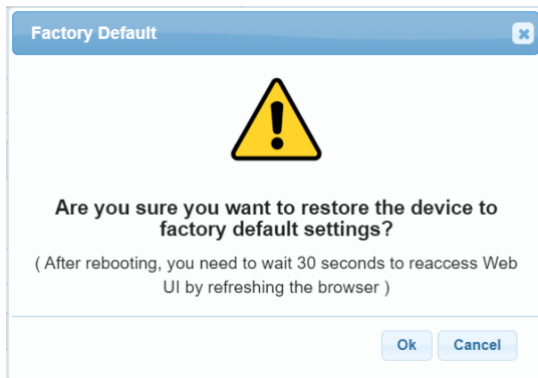 Factory Default
Are you sure you want to restore the device to
factory default settings?
( After rebooting, you need to wait 30 seconds to reaccess Web
UI by refreshing the browser )
Ok Cancel